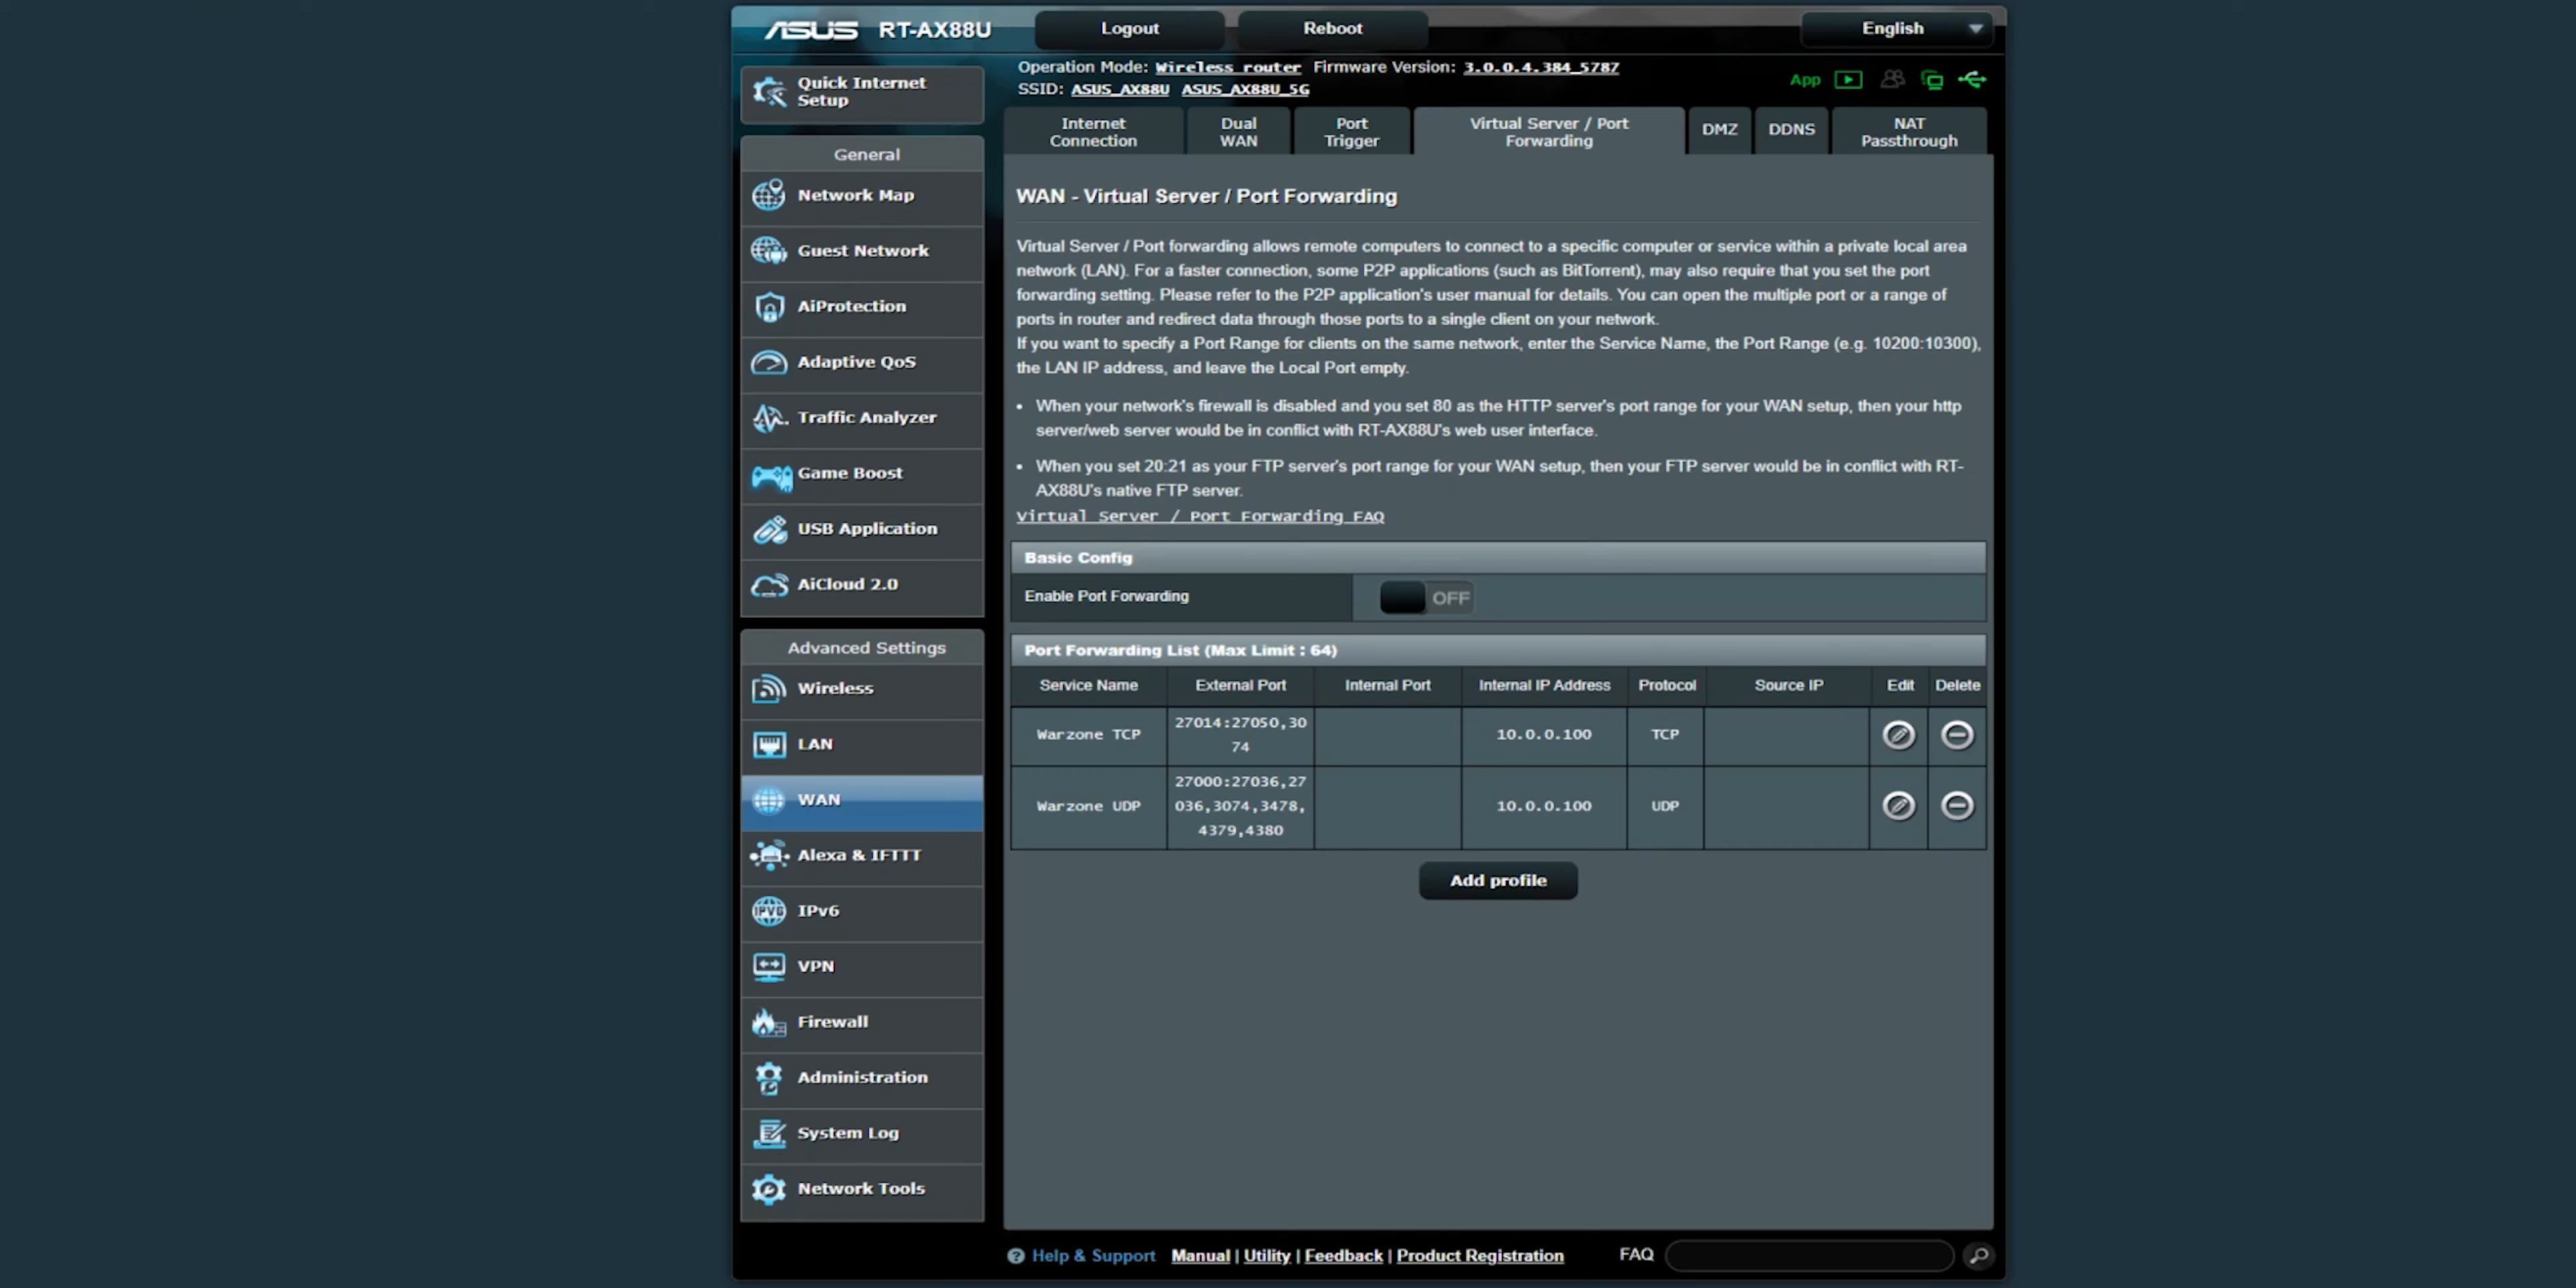 ASUS RT-AX88U Logout Reboot English
Operation Mode: Wireless router Firmware Version: 3.0.0.4.384_5787
SSID: ASUS_AX88U ASUS_AX88U_5G
App
Quick Internet
Setup
General
Network Map
Guest Network
AiProtection
Adaptive QoS
Traffic Analyzer
Game Boost
USB Application
AiCloud 2.0
Advanced Settings
Wireless
LAN
WAN
Alexa & IFTTT
IPv6
VPN
Firewall
Administration
System Log
Network Tools
Internet
Connection
Dual
WAN
Port
Trigger
Virtual Server / Port
Forwarding
DMZ
DDNS
NAT
Passthrough
WAN - Virtual Server / Port Forwarding
Virtual Server / Port forwarding allows remote computers to connect to a specific computer or service within a private local area
network (LAN). For a faster connection, some P2P applications (such as BitTorrent), may also require that you set the port
forwarding setting. Please refer to the P2P application's user manual for details. You can open the multiple port or a range of
ports in router and redirect data through those ports to a single client on your network.
If you want to specify a Port Range for clients on the same network, enter the Service Name, the Port Range (e.g. 10200:10300),
the LAN IP address, and leave the Local Port empty.
• When your network's firewall is disabled and you set 80 as the HTTP server's port range for your WAN setup, then your http
server/web server would be in conflict with RT-AX88U's web user interface.
• When you set 20:21 as your FTP server's port range for your WAN setup, then your FTP server would be in conflict with RT-
AX88U's native FTP server.
Virtual Server / Port Forwarding FAQ
Basic Config
Enable Port Forwarding OFF
Port Forwarding List (Max Limit : 64)
Service Name External Port Internal Port Internal IP Address Protocol Source IP Edit Delete
Warzone TCP 27014:27050,30 10.0.0.100 TCP
74
Warzone UDP 27000:27036,27 10.0.0.100 UDP
036,3074,3478,
4379,4380
Add profile
Help & Support Manual | Utility | Feedback | Product Registration FAQ